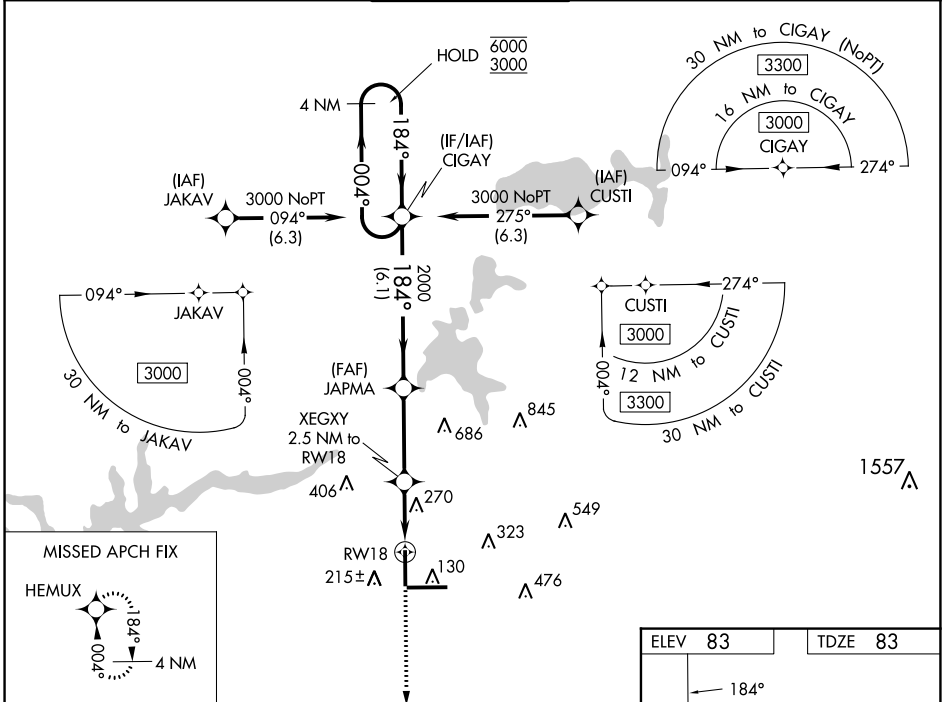 HOLD 6000
3000
4 NM
184°
004°
(IF/IAF)
CIGAY
30 NM to CIGAY (NoPT)
3300
16 NM to CIGAY
3000
CIGAY
094°
274°
(IAF)
JAKAV
3000 NoPT
094°
(6.3)
(IAF)
CUSTI
3000 NoPT
275°
(6.3)
2000
184°
(6.1)
094°
JAKAV
3000
004°
30 NM to JAKAV
274°
CUSTI
3000
12 NM to CUSTI
004°
3300
30 NM to CUSTI
(FAF)
JAPMA
XEGXY
2.5 NM to
RW18
686
845
1557
406
270
549
323
RW18
215±
130
476
MISSED APCH FIX
HEMUX
184°
004°
4 NM
ELEV 83
TDZE 83
184°